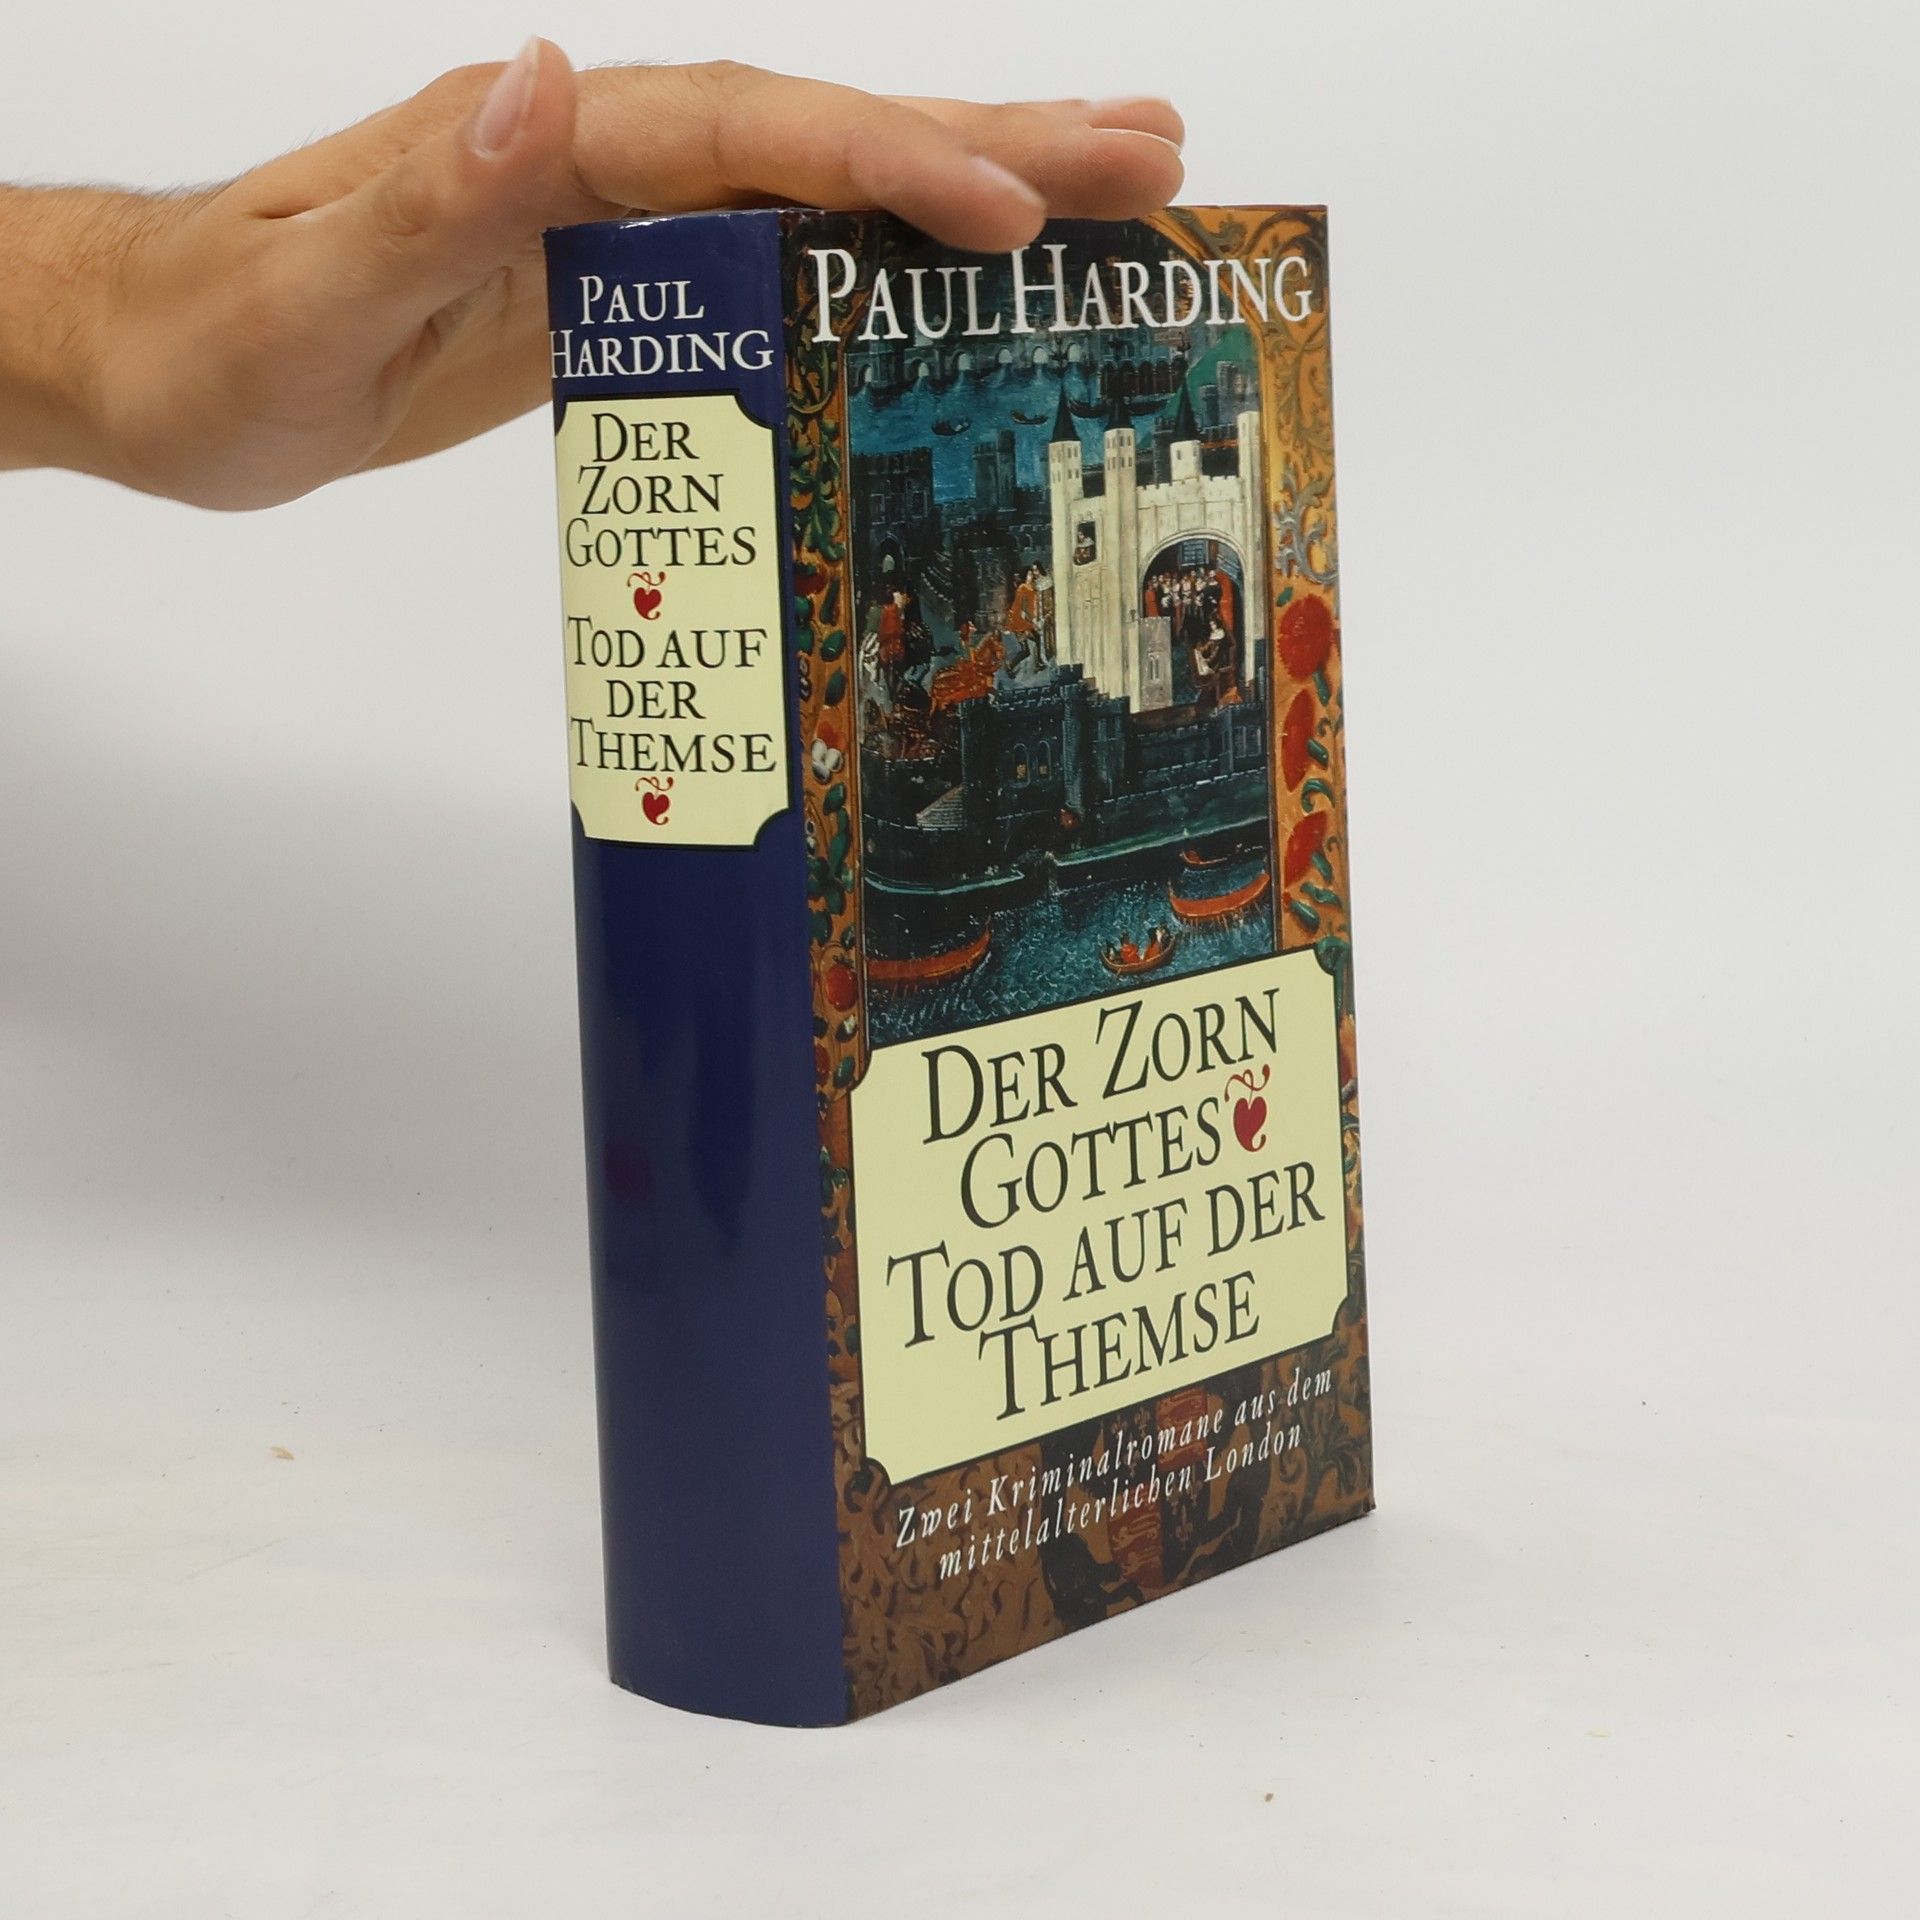 PAUL
HARDING
DER
ZORN
GOTTES
TOD AUF
DER
THEMSE
PAUL HARDING
DER ZORN
GOTTES
TOD AUF DER
THEMSE
Zwei Kriminalromane aus dem
mittelalterlichen London